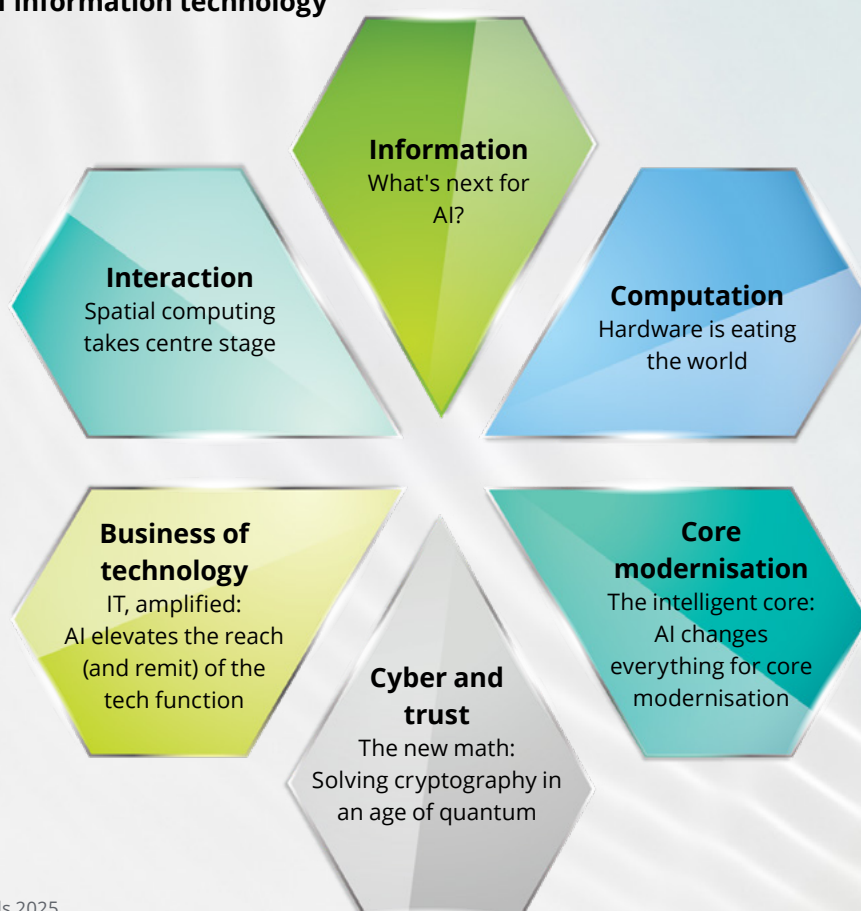 information technology
Information
What's next for
AI?
Interaction
Spatial computing
takes centre stage
Computation
Hardware is eating
the world
Business of
technology
IT, amplified:
AI elevates the reach
(and remit) of the
tech function
Core
modernisation
The intelligent core:
AI changes
everything for core
modernisation
Cyber and
trust
The new math:
Solving cryptography in
an age of quantum
2025